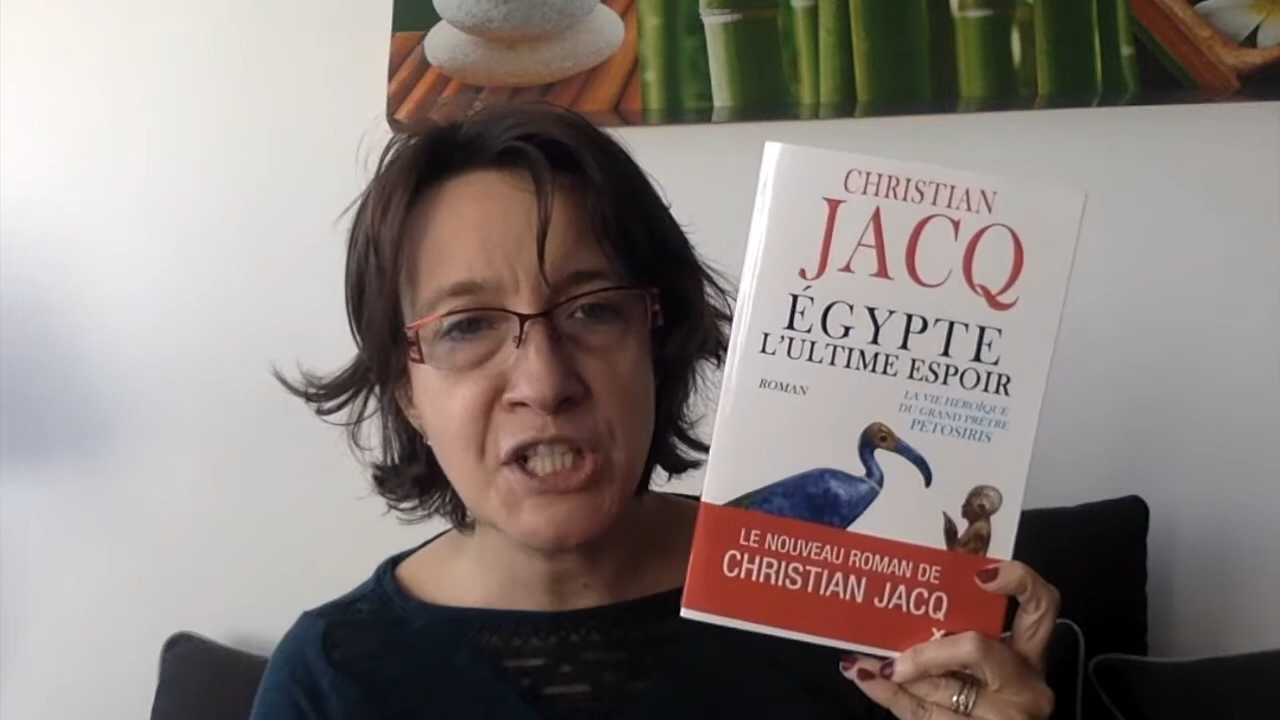 CHRISTIAN
JACQ
ÉGYPTE
L'ULTIME ESPOIR
ROMAN
LA VIE HÉROÏQUE
DU GRAND PRÊTRE
PÉTOSIRIS
LE NOUVEAU ROMAN DE
CHRISTIAN JACQ